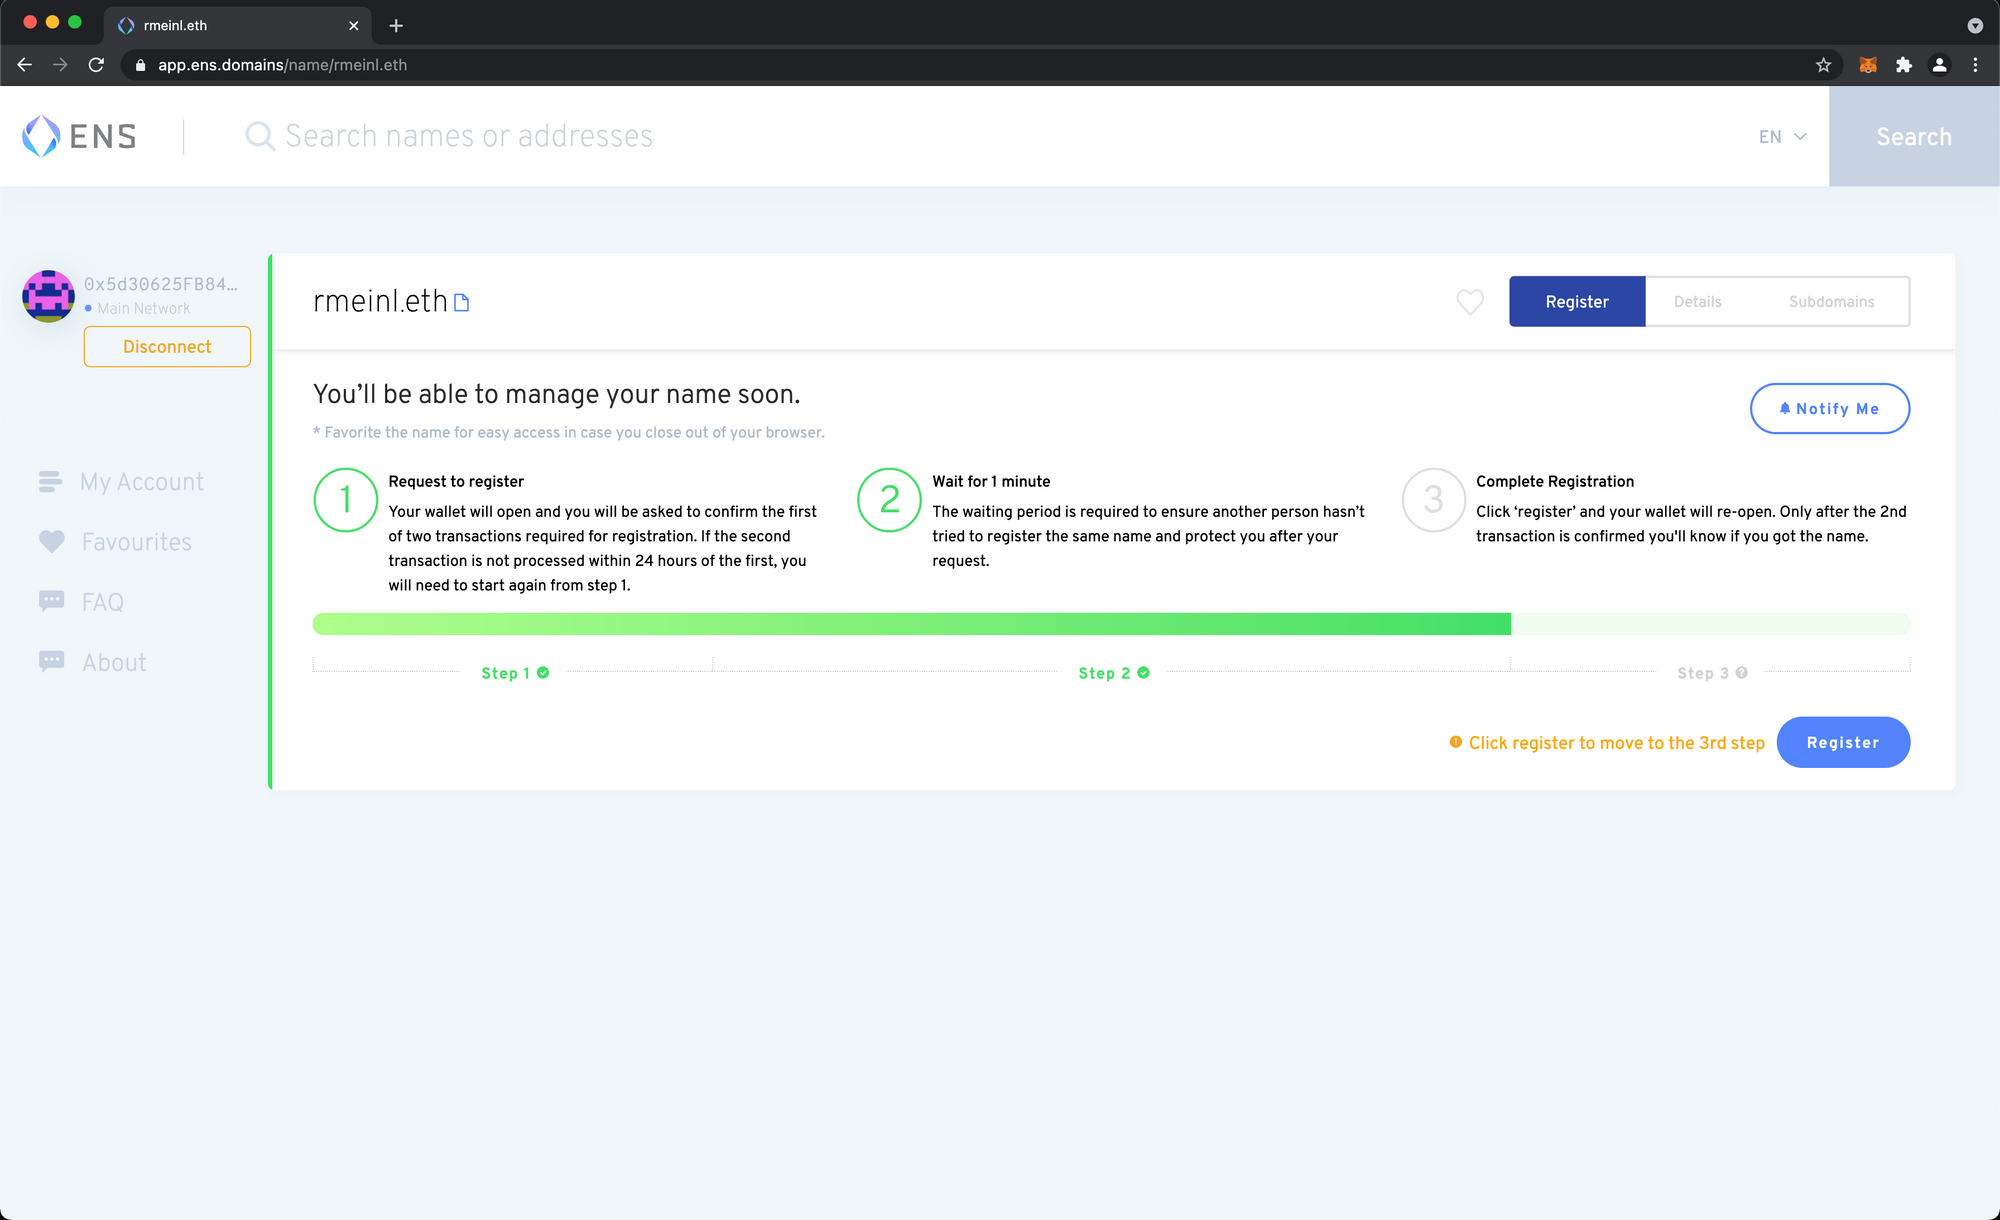 rmeinl.eth
app.ens.domains/name/rmeinl.eth
ENS
Search names or addresses
EN
Search
0x5d30625FB84...
Main Network
Disconnect
My Account
Favourites
FAQ
About
rmeinl.eth
Register
Details
Subdomains
You’ll be able to manage your name soon.
* Favorite the name for easy access in case you close out of your browser.
Notify Me
1
Request to register
Your wallet will open and you will be asked to confirm the first
of two transactions required for registration. If the second
transaction is not processed within 24 hours of the first, you
will need to start again from step 1.
2
Wait for 1 minute
The waiting period is required to ensure another person hasn’t
tried to register the same name and protect you after your
request.
3
Complete Registration
Click ‘register’ and your wallet will re-open. Only after the 2nd
transaction is confirmed you'll know if you got the name.
Step 1
Step 2
Step 3
Click register to move to the 3rd step
Register